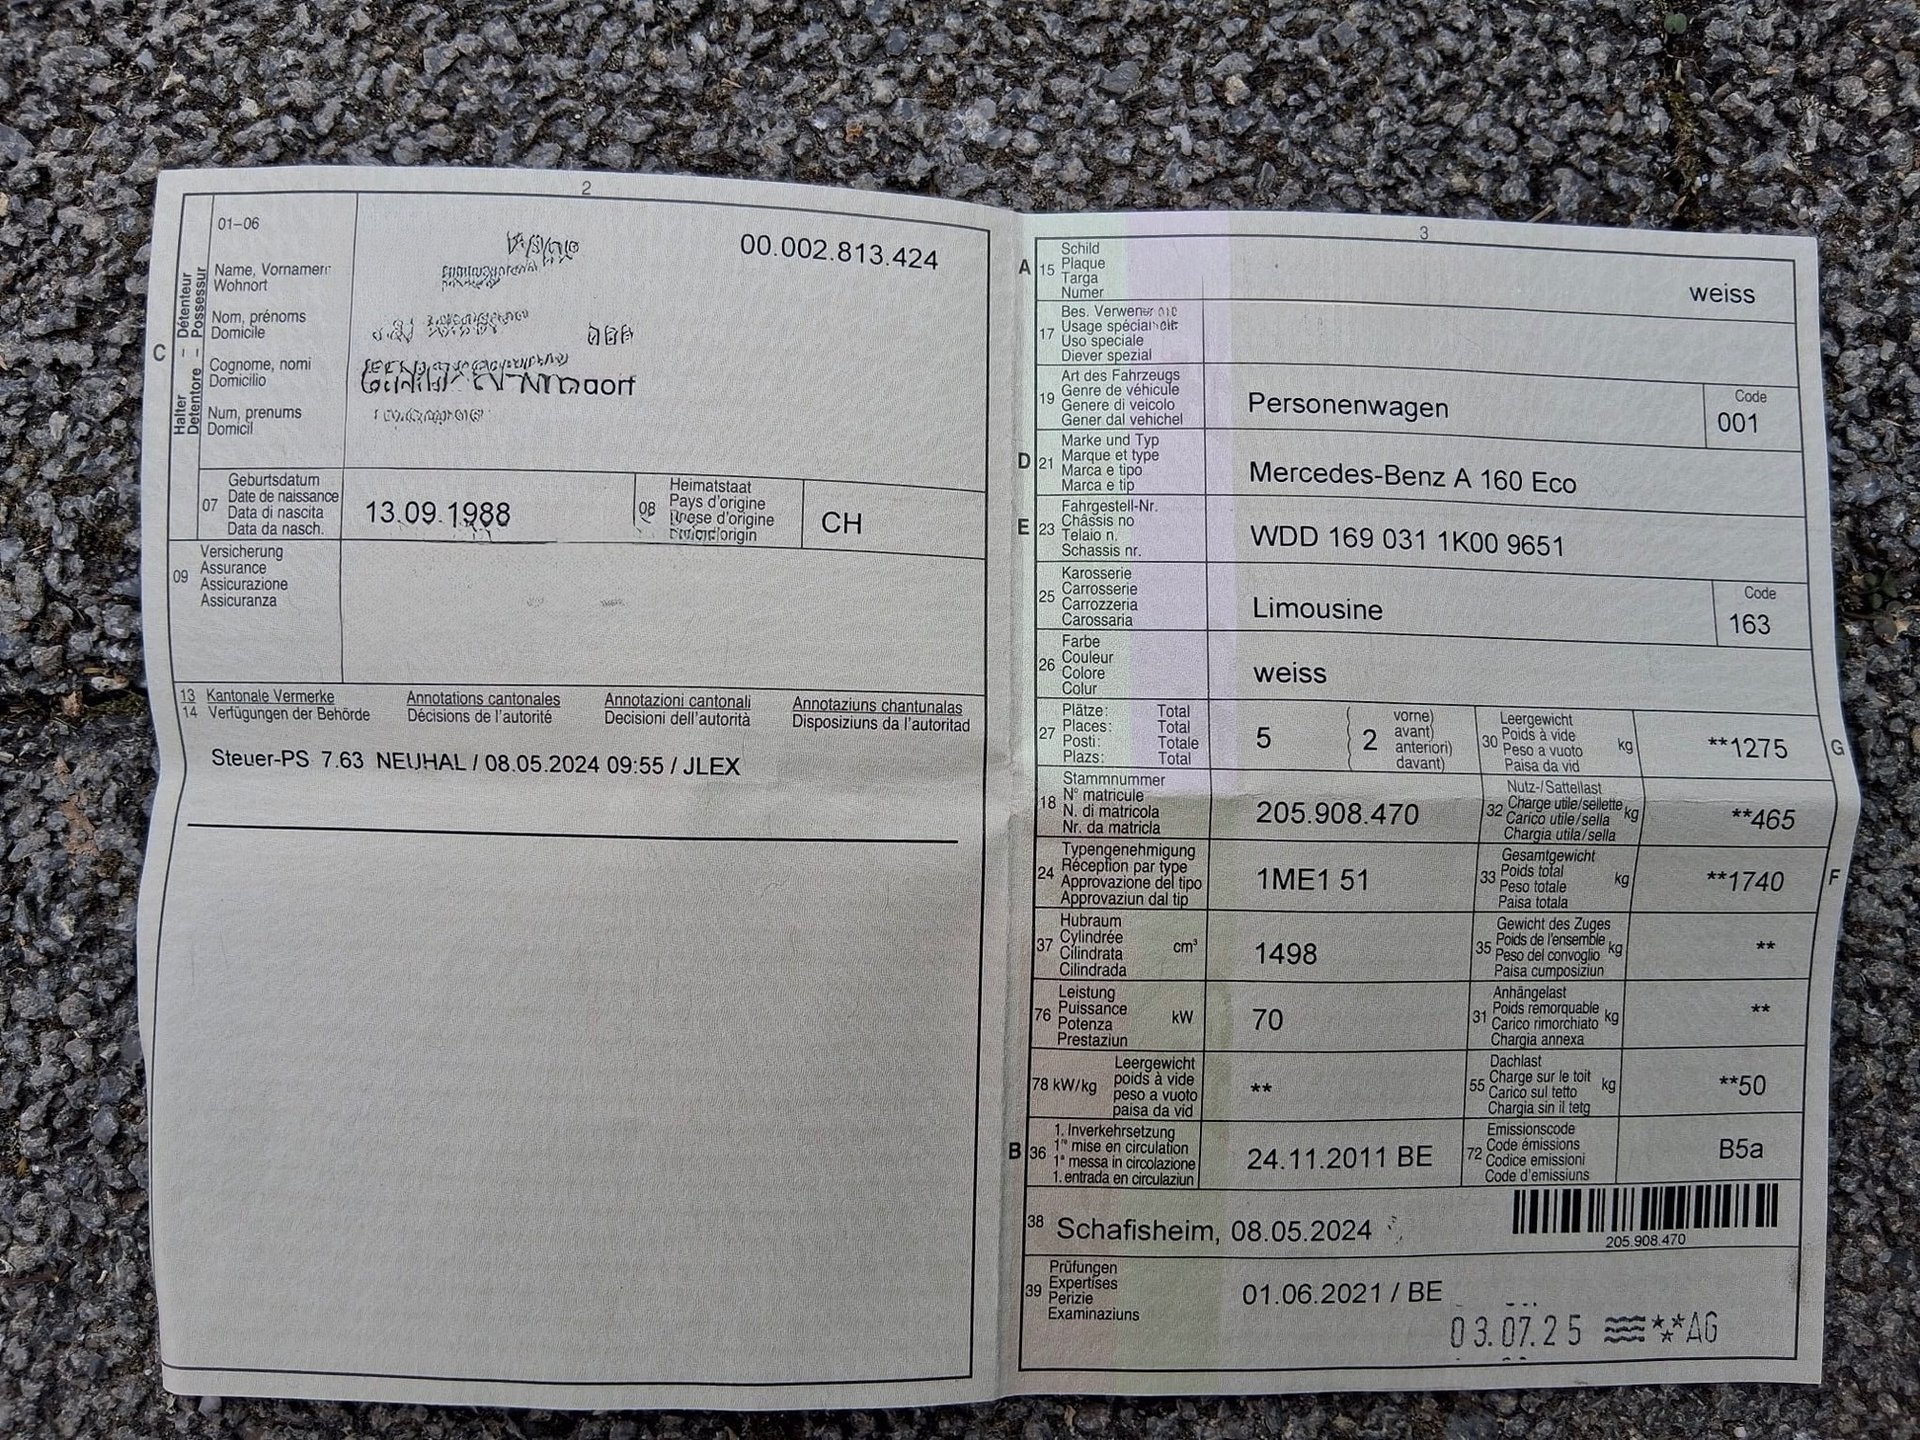 2
01–06
00.002.813.424
C
Halter – Détenteur
Detentore – Possessur
Name, Vornamen
Wohnort
Nom, prénoms
Domicile
Cognome, nomi
Domicilio
Num, prenums
Domicil
07
Geburtsdatum
Date de naissance
Data di nascita
Data da nasch.
13.09.1988
08
Heimatstaat
Pays d'origine
d'origine
CH
09
Versicherung
Assurance
Assicurazione
Assicuranza
13 Kantonale Vermerke Annotations cantonales Annotazioni cantonali Annotaziuns chantunalas
14 Verfügungen der Behörde Décisions de l'autorité Decisioni dell'autorità Disposiziuns da l'autoritad
Steuer-PS 7.63 NEUHAL / 08.05.2024 09:55 / JLEX
3
A
15
Schild
Plaque
Targa
Numer
weiss
17
Bes.
Usage
Uso speciale
Diever spezial
19
Art des Fahrzeugs
Genre de véhicule
Genere di veicolo
Gener dal vehichel
Personenwagen
Code
001
D
21
Marke und Typ
Marque et type
Marca e tipo
Marca e tip
Mercedes-Benz A 160 Eco
E
23
Fahrgestell-Nr.
Châssis no
Telaio n.
Schassis nr.
WDD 169 031 1K00 9651
25
Karosserie
Carrosserie
Carrozzeria
Carossaria
Limousine
Code
163
26
Farbe
Couleur
Colore
Colur
weiss
27
Plätze: Total
Places: Total
Posti: Totale
Plazs: Total
5
2
vorne)
avant)
anteriori)
davant)
30
Leergewicht
Poids à vide
Peso a vuoto
Paisa da vid
kg
**1275
G
18
Stammnummer
N° matricule
N. di matricola
Nr. da matricla
205.908.470
32
Nutz-/Sattellast
Charge utile/sellette
Carico utile/sella
Chargia utila/sella
kg
**465
24
Typengenehmigung
Réception par type
Approvazione del tipo
Approvaziun dal tip
1ME1 51
33
Gesamtgewicht
Poids total
Peso totale
Paisa totala
kg
**1740
F
37
Hubraum
Cylindrée
Cilindrata
Cilindrada
cm³
1498
35
Gewicht des Zuges
Poids de l'ensemble
Peso del convoglio
Paisa cumposiziun
kg
**
76
Leistung
Puissance
Potenza
Prestaziun
kW
70
31
Anhängelast
Poids remorquable
Carico rimorchiato
Chargia annexa
kg
**
78 kW/kg
Leergewicht
poids à vide
peso a vuoto
paisa da vid
**
55
Dachlast
Charge sur le toit
Carico sul tetto
Chargia sin il tetg
kg
**50
B
36
1. Inverkehrsetzung
1re mise en circulation
1a messa in circolazione
1. entrada en circulaziun
24.11.2011 BE
72
Emissionscode
Code émissions
Codice emissioni
Code d'emissiuns
B5a
38
Schafisheim, 08.05.2024
205.908.470
39
Prüfungen
Expertises
Perizie
Examinaziuns
01.06.2021 / BE
03.07.25 AG